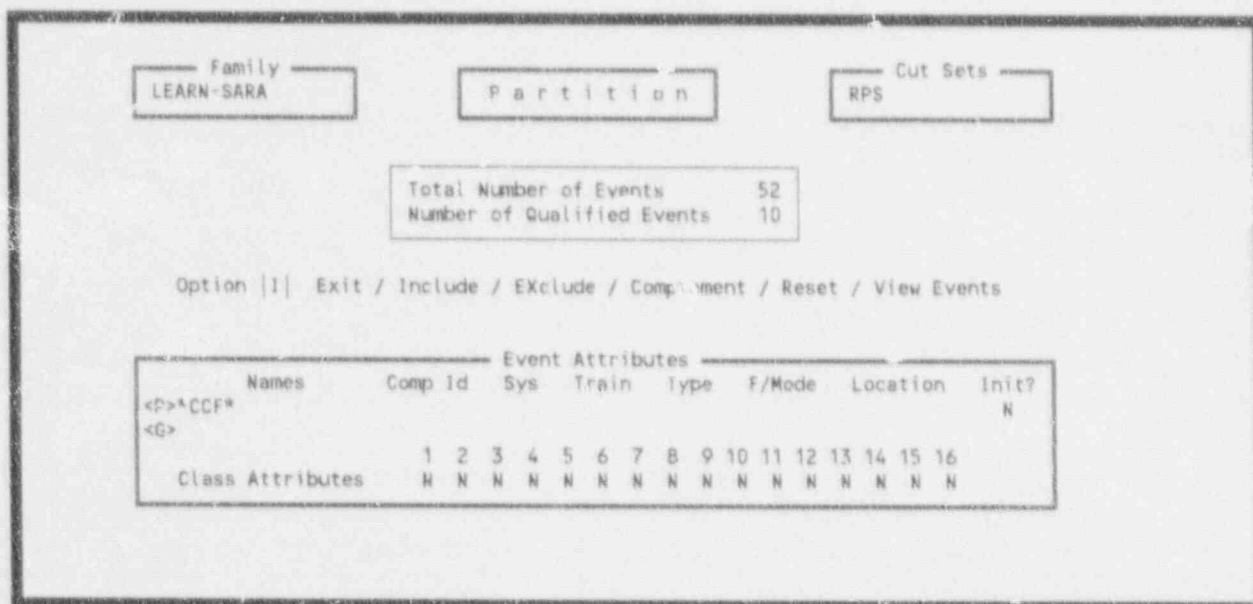 Family
LEARN-SARA
Partition
Cut Sets
RPS
Total Number of Events 52
Number of Qualified Events 10
Option |I| Exit / Include / EXclude / / Reset / View Events
Event Attributes
Names Comp Id Sys Train Type F/Mode Location Init?
<P>*CCF* N
<G>
1 2 3 4 5 6 7 8 9 10 11 12 13 14 15 16
Class Attributes N N N N N N N N N N N N N N N N